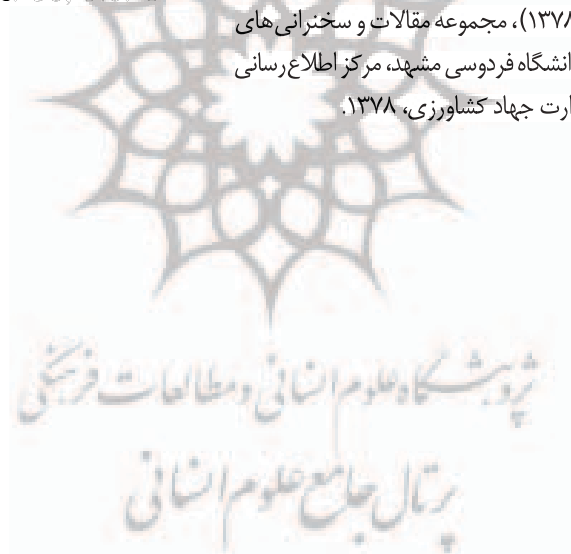 ۱۳۷۸)، مجموعه مقالات و سخنرانی‌های
انشگاه فردوسی مشهد، مرکز اطلاع‌رسانی
ارت جهاد کشاورزی، ۱۳۷۸.
پژوهشگاه علوم انسانی و مطالعات فرهنگی
پرتال جامع علوم انسانی